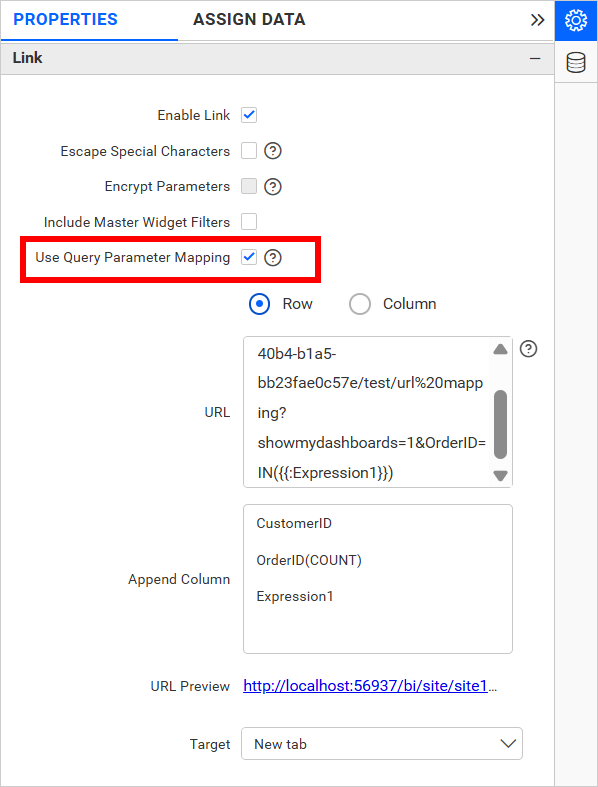 PROPERTIES ASSIGN DATA
Link
Enable Link
Escape Special Characters
Encrypt Parameters
Include Master Widget Filters
Use Query Parameter Mapping
Row Column
URL
40b4-b1a5-
bb23fae0c57e/test/url%20mapp
ing?
showmydashboards=1&OrderID=
IN({{:Expression1}})
Append Column
CustomerID
OrderID(COUNT)
Expression1
URL Preview http://localhost:56937/bi/site/site1...
Target New tab